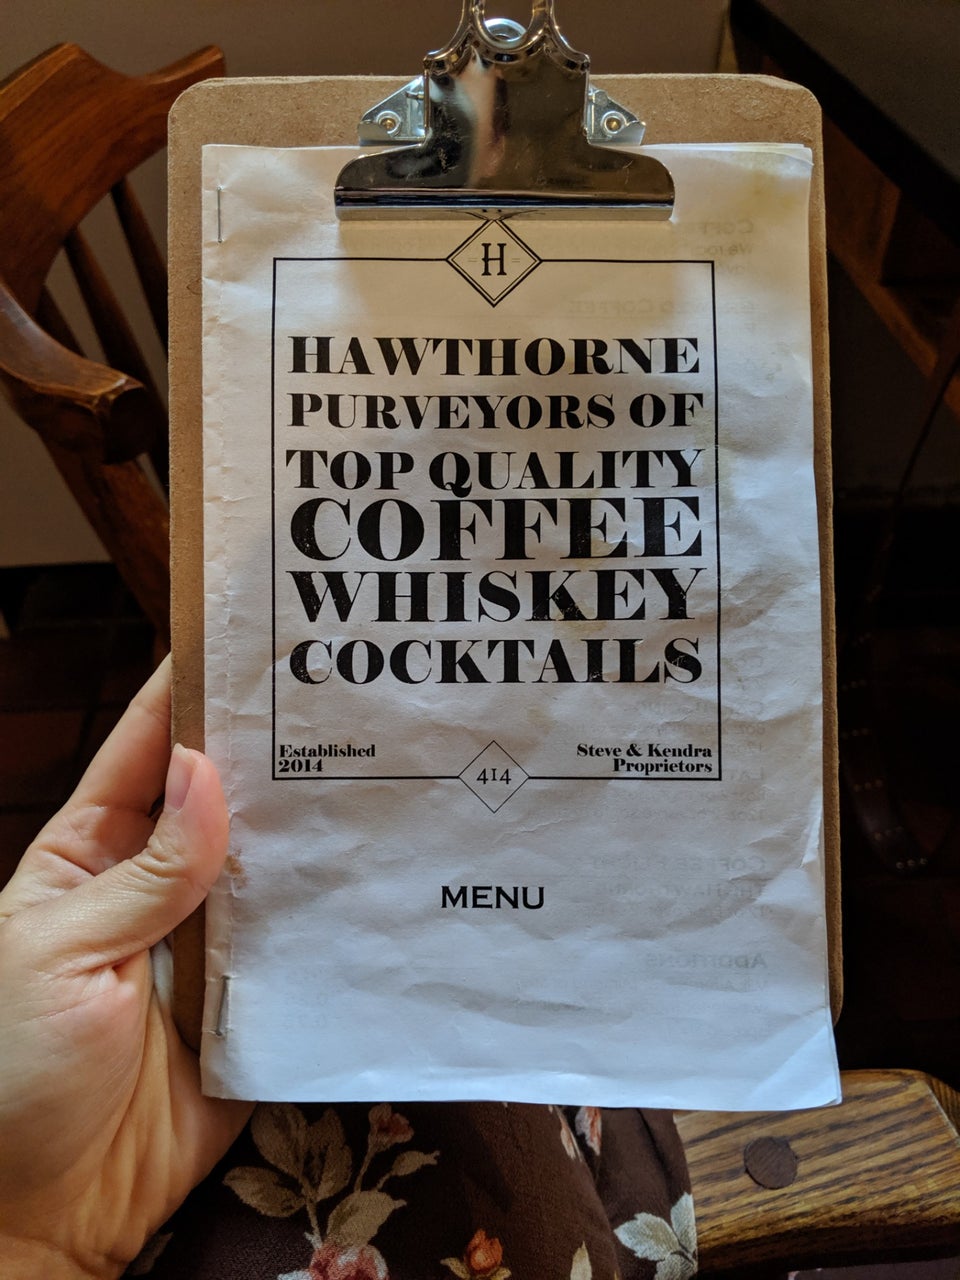 H
HAWTHORNE
PURVEYORS OF
TOP QUALITY
COFFEE
WHISKEY
COCKTAILS
Established
2014
414
Steve & Kendra
Proprietors
MENU